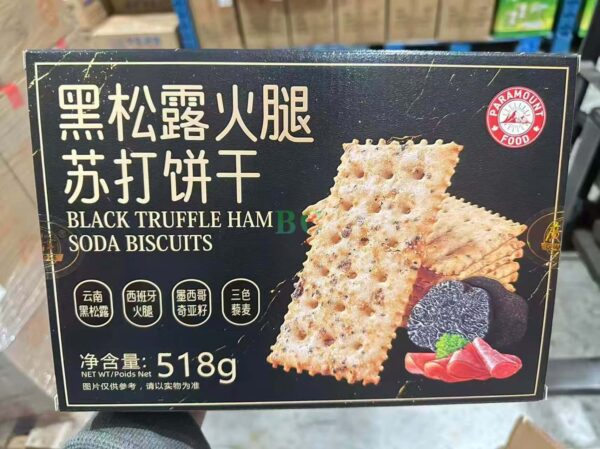 黑松露火腿
苏打饼干
BLACK TRUFFLE HAM
SODA BISCUITS
PARAMOUNT
FOOD
云南
黑松露
西班牙
火腿
墨西哥
奇亚籽
三色
藜麦
净含量: 518g
NET WT/Poids Net
图片仅供参考，请以实物为准